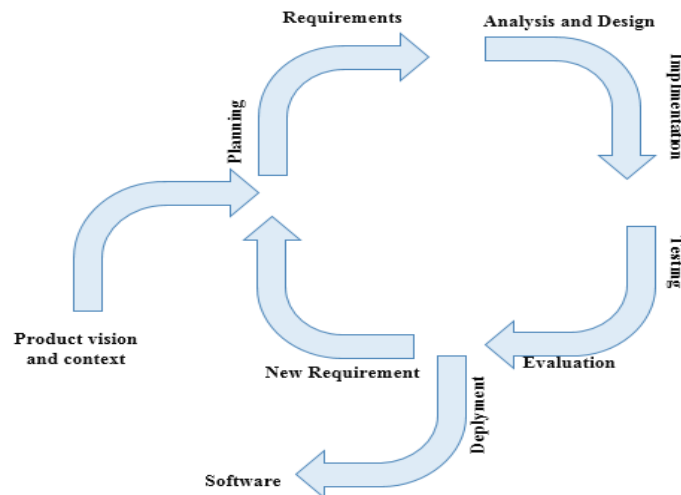 Requirements
Analysis and Design
Planning
Implmentation
Testing
Product vision
and context
New Requirement
Evaluation
Deplyment
Software